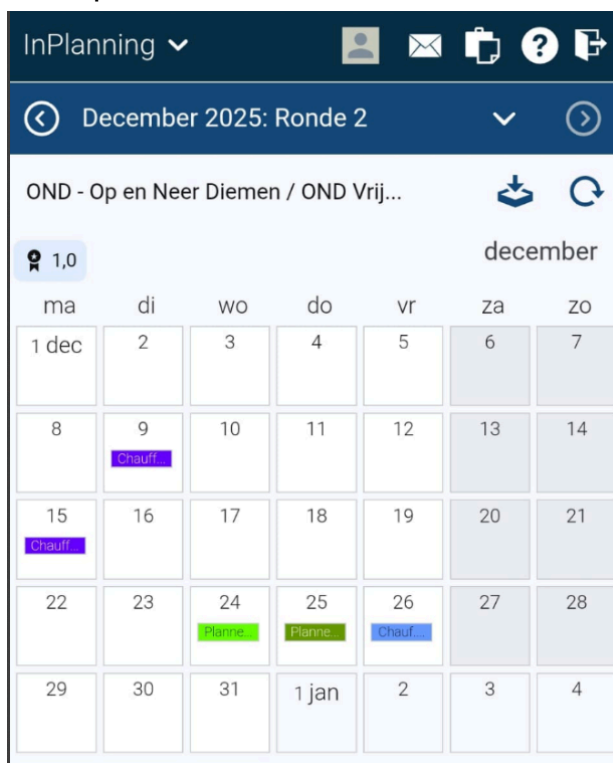 InPlanning
December 2025: Ronde 2
OND - Op en Neer Diemen / OND Vrij...
1,0
december
ma di wo do vr za zo
1 dec 2 3 4 5 6 7
8 9 10 11 12 13 14
Chauff...
15 16 17 18 19 20 21
Chauff...
22 23 24 25 26 27 28
Planne... Planne... Chauf....
29 30 31 1 jan 2 3 4